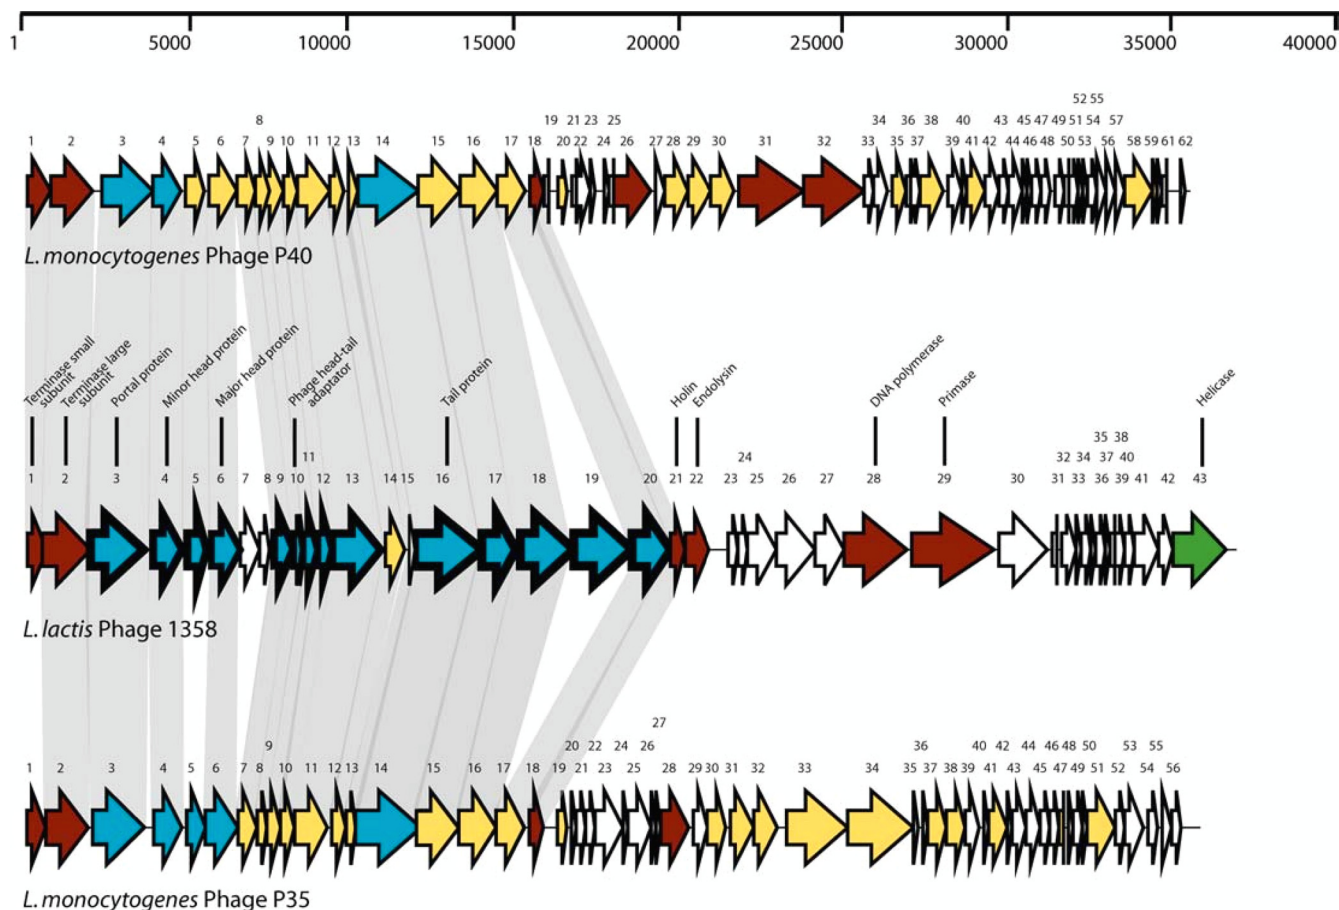 1 5000 10000 15000 20000 25000 30000 35000 40000
52 55
8 19 21 23 25 34 36 38 40 43 45 47 49 51 54 57
1 2 3 4 5 6 7 9 10 11 12 13 14 15 16 17 18 20 22 24 26 27 28 29 30 31 32 33 35 37 39 41 42 44 46 48 50 53 56 58 59 61 62
L. monocytogenes Phage P40
Terminase small
subunit
Terminase large
subunit
Portal protein
Minor head protein
Major head protein
Phage head-tail
adaptator
Tail protein
Holin
Endolysin
DNA polymerase
Primase
Helicase
35 38
11 24 32 34 37 40
1 2 3 4 5 6 7 8 9 10 12 13 14 15 16 17 18 19 20 21 22 23 25 26 27 28 29 30 31 33 36 39 41 42 43
L. lactis Phage 1358
27
9 20 22 24 26 36 40 42 44 46 48 50 53 55
1 2 3 4 5 6 7 8 10 11 12 13 14 15 16 17 18 19 21 23 25 28 29 30 31 32 33 34 35 37 38 39 41 43 45 47 49 51 52 54 56
L. monocytogenes Phage P35